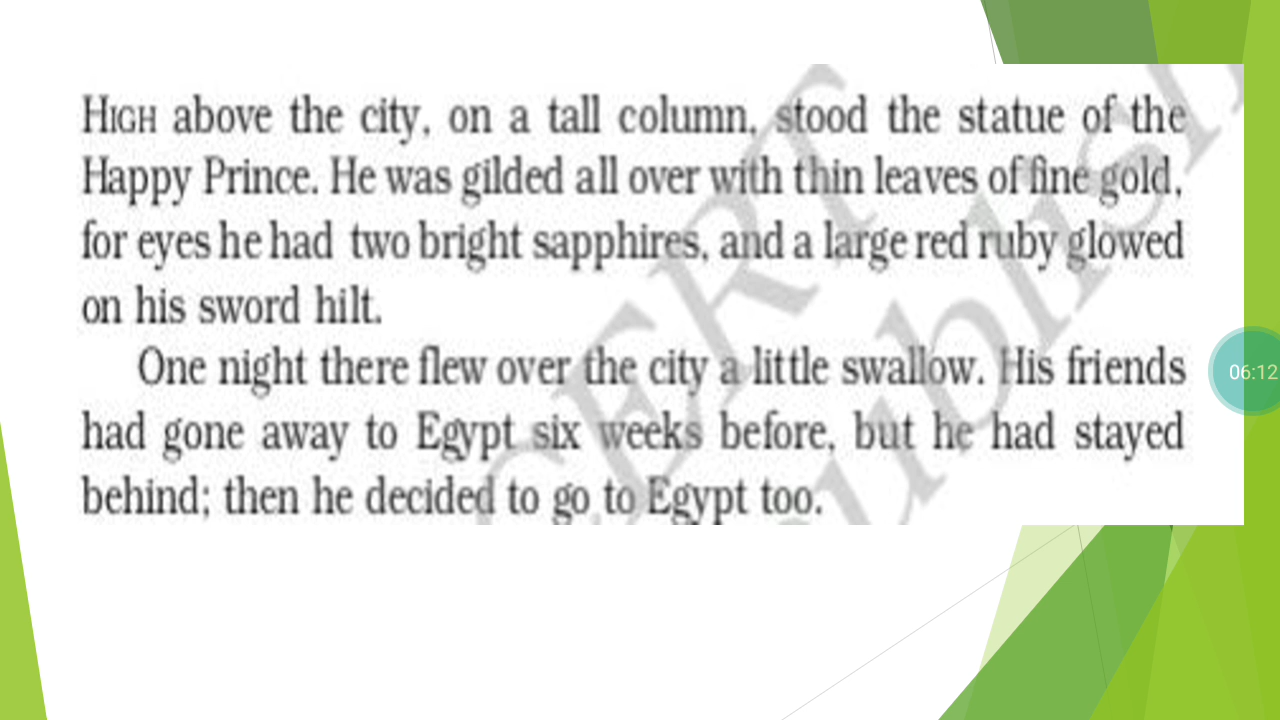 HIGH above the city, on a tall column, stood the statue of the
Happy Prince. He was gilded all over with thin leaves of fine gold,
for eyes he had two bright sapphires, and a large red ruby glowed
on his sword hilt.
One night there flew over the city a little swallow. His friends
had gone away to Egypt six weeks before, but he had stayed
behind; then he decided to go to Egypt too.
06:12